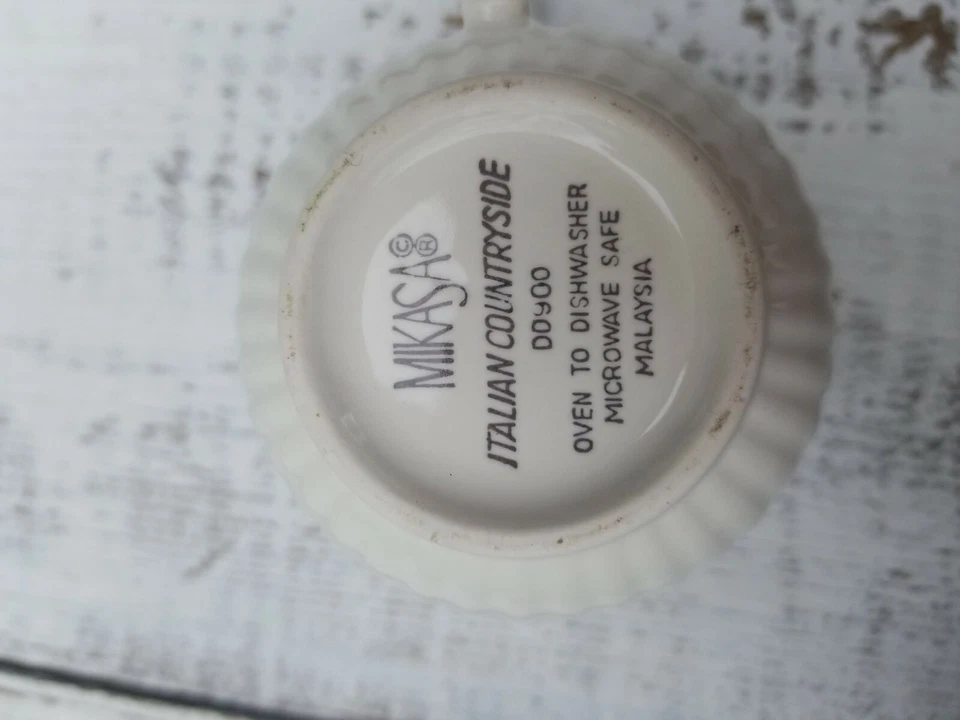 MIKASA © ®
ITALIAN COUNTRYSIDE
DD900
OVEN TO DISHWASHER
MICROWAVE SAFE
MALAYSIA